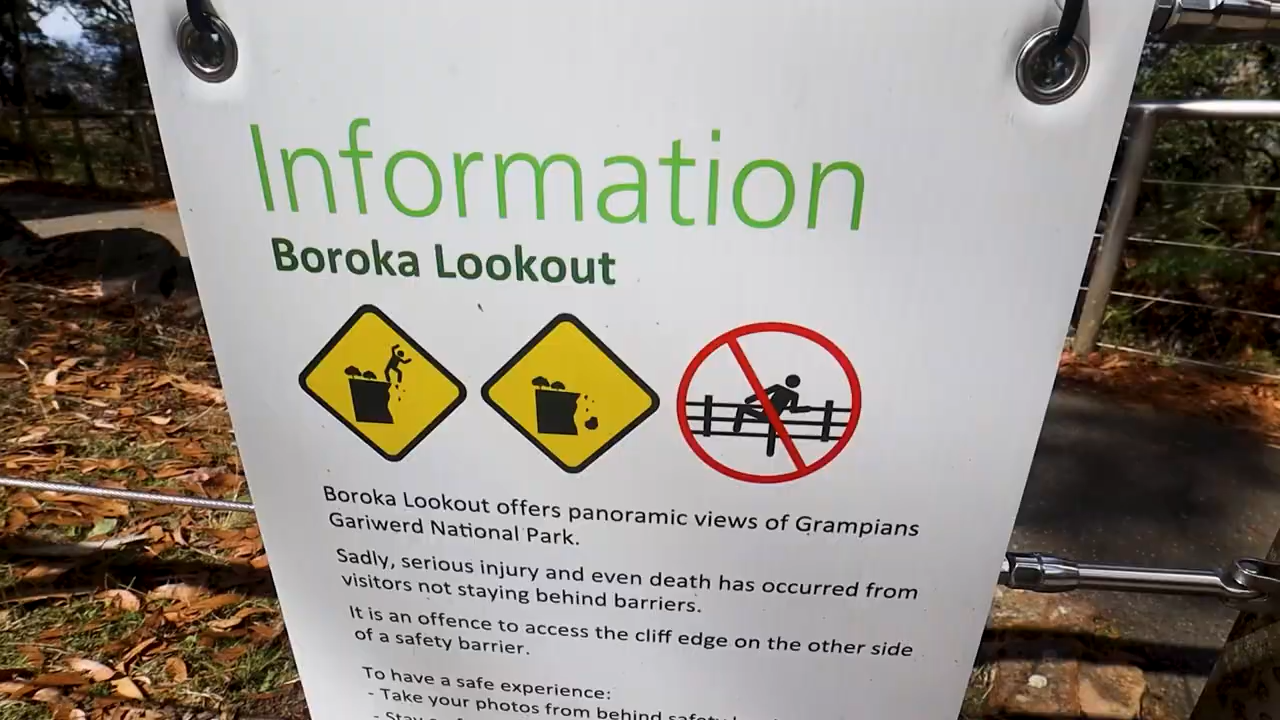 Information
Boroka Lookout
Boroka Lookout offers panoramic views of Grampians
Gariwerd National Park.
Sadly, serious injury and even death has occurred from
visitors not staying behind barriers.
It is an offence to access the cliff edge on the other side
of a safety barrier.
To have a safe experience:
- Take your photos from behind safety
- Stay